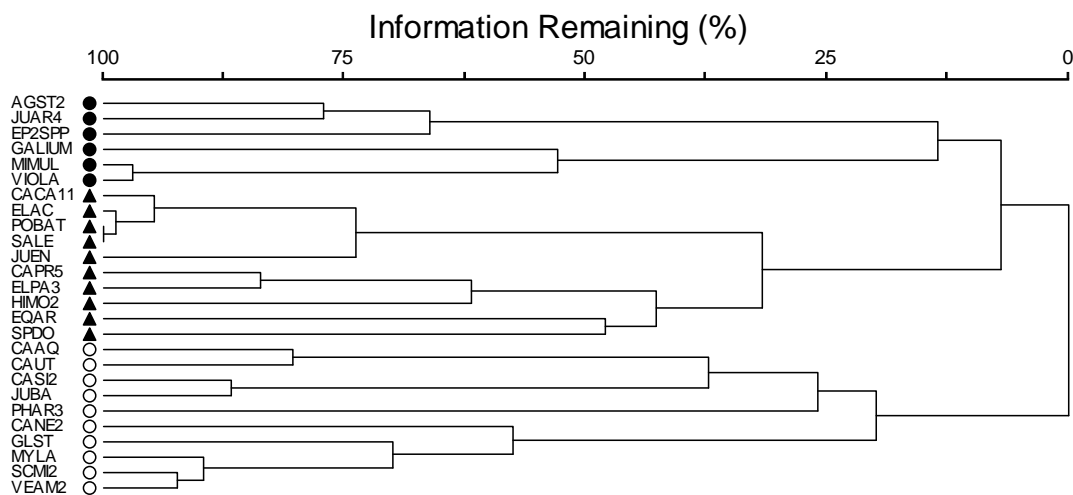 Information Remaining (%)
100 75 50 25 0
AGST2
JUAR4
EP2SPP
GALIUM
MIMUL
VIOLA
CACA11
ELAC
POBAT
SALE
JUEN
CAPR5
ELPA3
HIMO2
EQAR
SPDO
CAAQ
CAUT
CASI2
JUBA
PHAR3
CANE2
GLST
MYLA
SCMI2
VEAM2